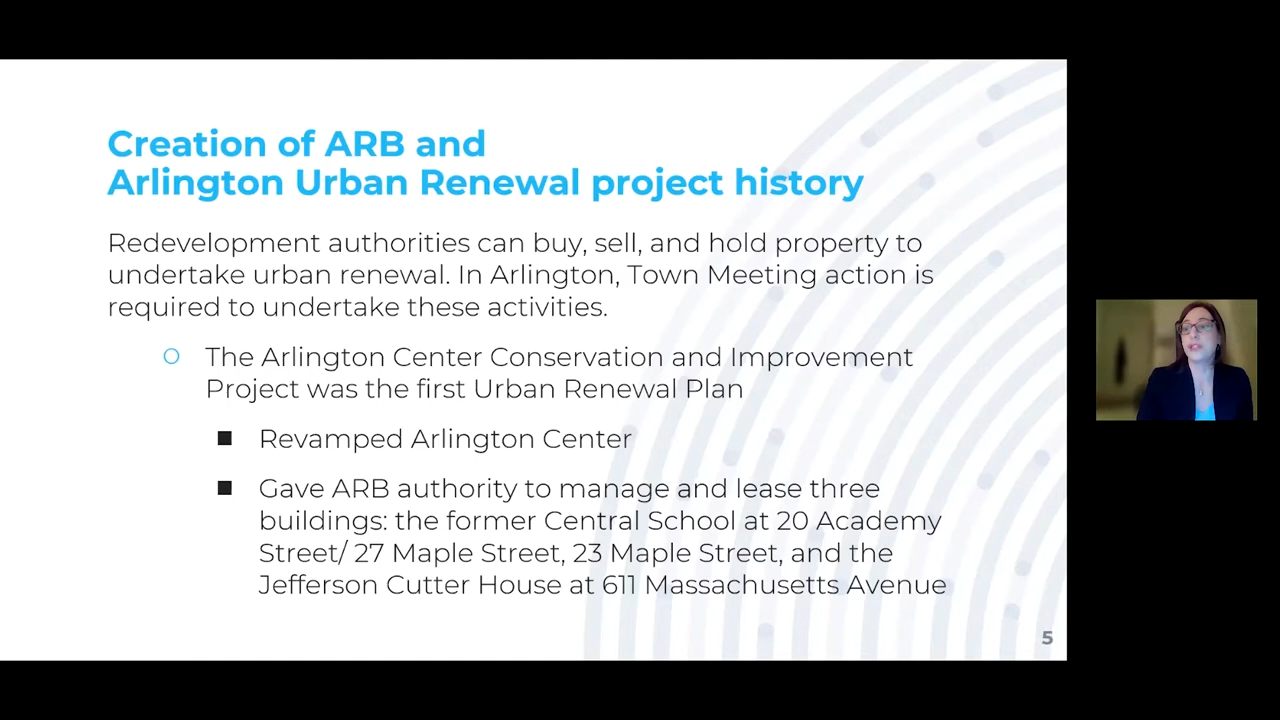 Creation of ARB and
Arlington Urban Renewal project history
Redevelopment authorities can buy, sell, and hold property to
undertake urban renewal. In Arlington, Town Meeting action is
required to undertake these activities.
The Arlington Center Conservation and Improvement
Project was the first Urban Renewal Plan
Revamped Arlington Center
Gave ARB authority to manage and lease three
buildings: the former Central School at 20 Academy
Street/ 27 Maple Street, 23 Maple Street, and the
Jefferson Cutter House at 611 Massachusetts Avenue
5